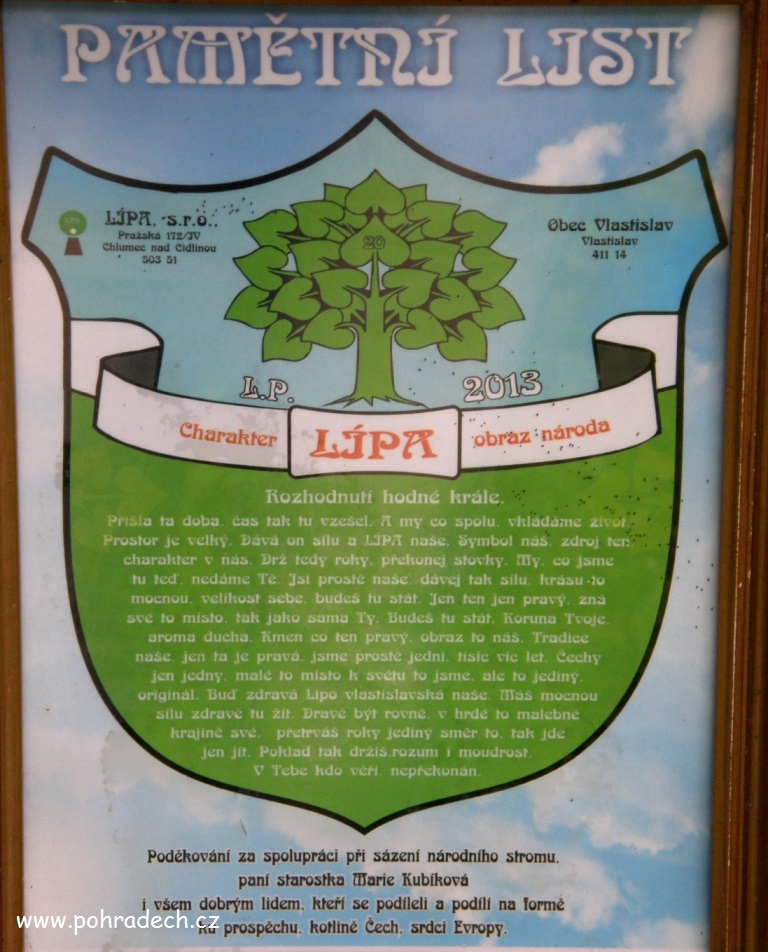 PAMĚTNÍ LIST
LÍPA, s.r.o.,
Pražská 172/IV
Chlumec nad Cidlinou
503 51
Obec Vlastislav
Vlastislav
411 14
20
L.P. 2013
Charakter LÍPA obraz národa
Rozhodnutí hodné krále.
Přišla ta doba, čas tak tu vzešel. A my co spolu, vkládáme život.
Prostor je velký. Dává on sílu a LÍPA naše. Symbol náš, zdroj ten
charakter v nás. Drž tedy roky, překonej stovky. My, co jsme
tu teď, nedáme Tě. Jsi prostě naše, dávej tak sílu, krásu to
mocnou, velikost sebe, budeš tu stát. Jen ten jen pravý, zná
své to místo, tak jako sama Ty. Budeš tu stát. Koruna Tvoje,
aroma ducha. Kmen co ten pravý, obraz to náš. Tradice
naše, jen ta je pravá, jsme prostě jední, tisíc víc let. Čechy
jen jedny, malé to místo k světu to jsme, ale to jediný,
originál. Buď zdravá Lípo vlastislavská naše. Máš mocnou
sílu zdravě tu žít. Dravě být rovně, v hrdě to malebné
krajině své, přetrváš roky jediný směr to, tak jde
jen jít. Poklad tak držíš,rozum i moudrost.
V Tebe kdo věří, nepřekonán.
Poděkování za spolupráci při sázení národního stromu,
paní starostka Marie Kubíková
i všem dobrým lidem, kteří se podíleli a podílí na formě
ku prospěchu, kotlině Čech, srdci Evropy.
www.pohradech.cz